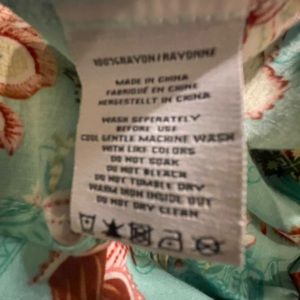 100%RAYON/RAYONNE
MADE IN CHINA
FABRIQUÉ EN CHINE
HERGESTELLT IN CHINA
WASH SEPERATELY
BEFORE USE
COOL GENTLE MACHINE WASH
WITH LIKE COLORS
DO NOT SOAK
DO NOT BLEACH
DO NOT TUMBLE DRY
WARM IRON INSIDE OUT
DO NOT DRY CLEAN